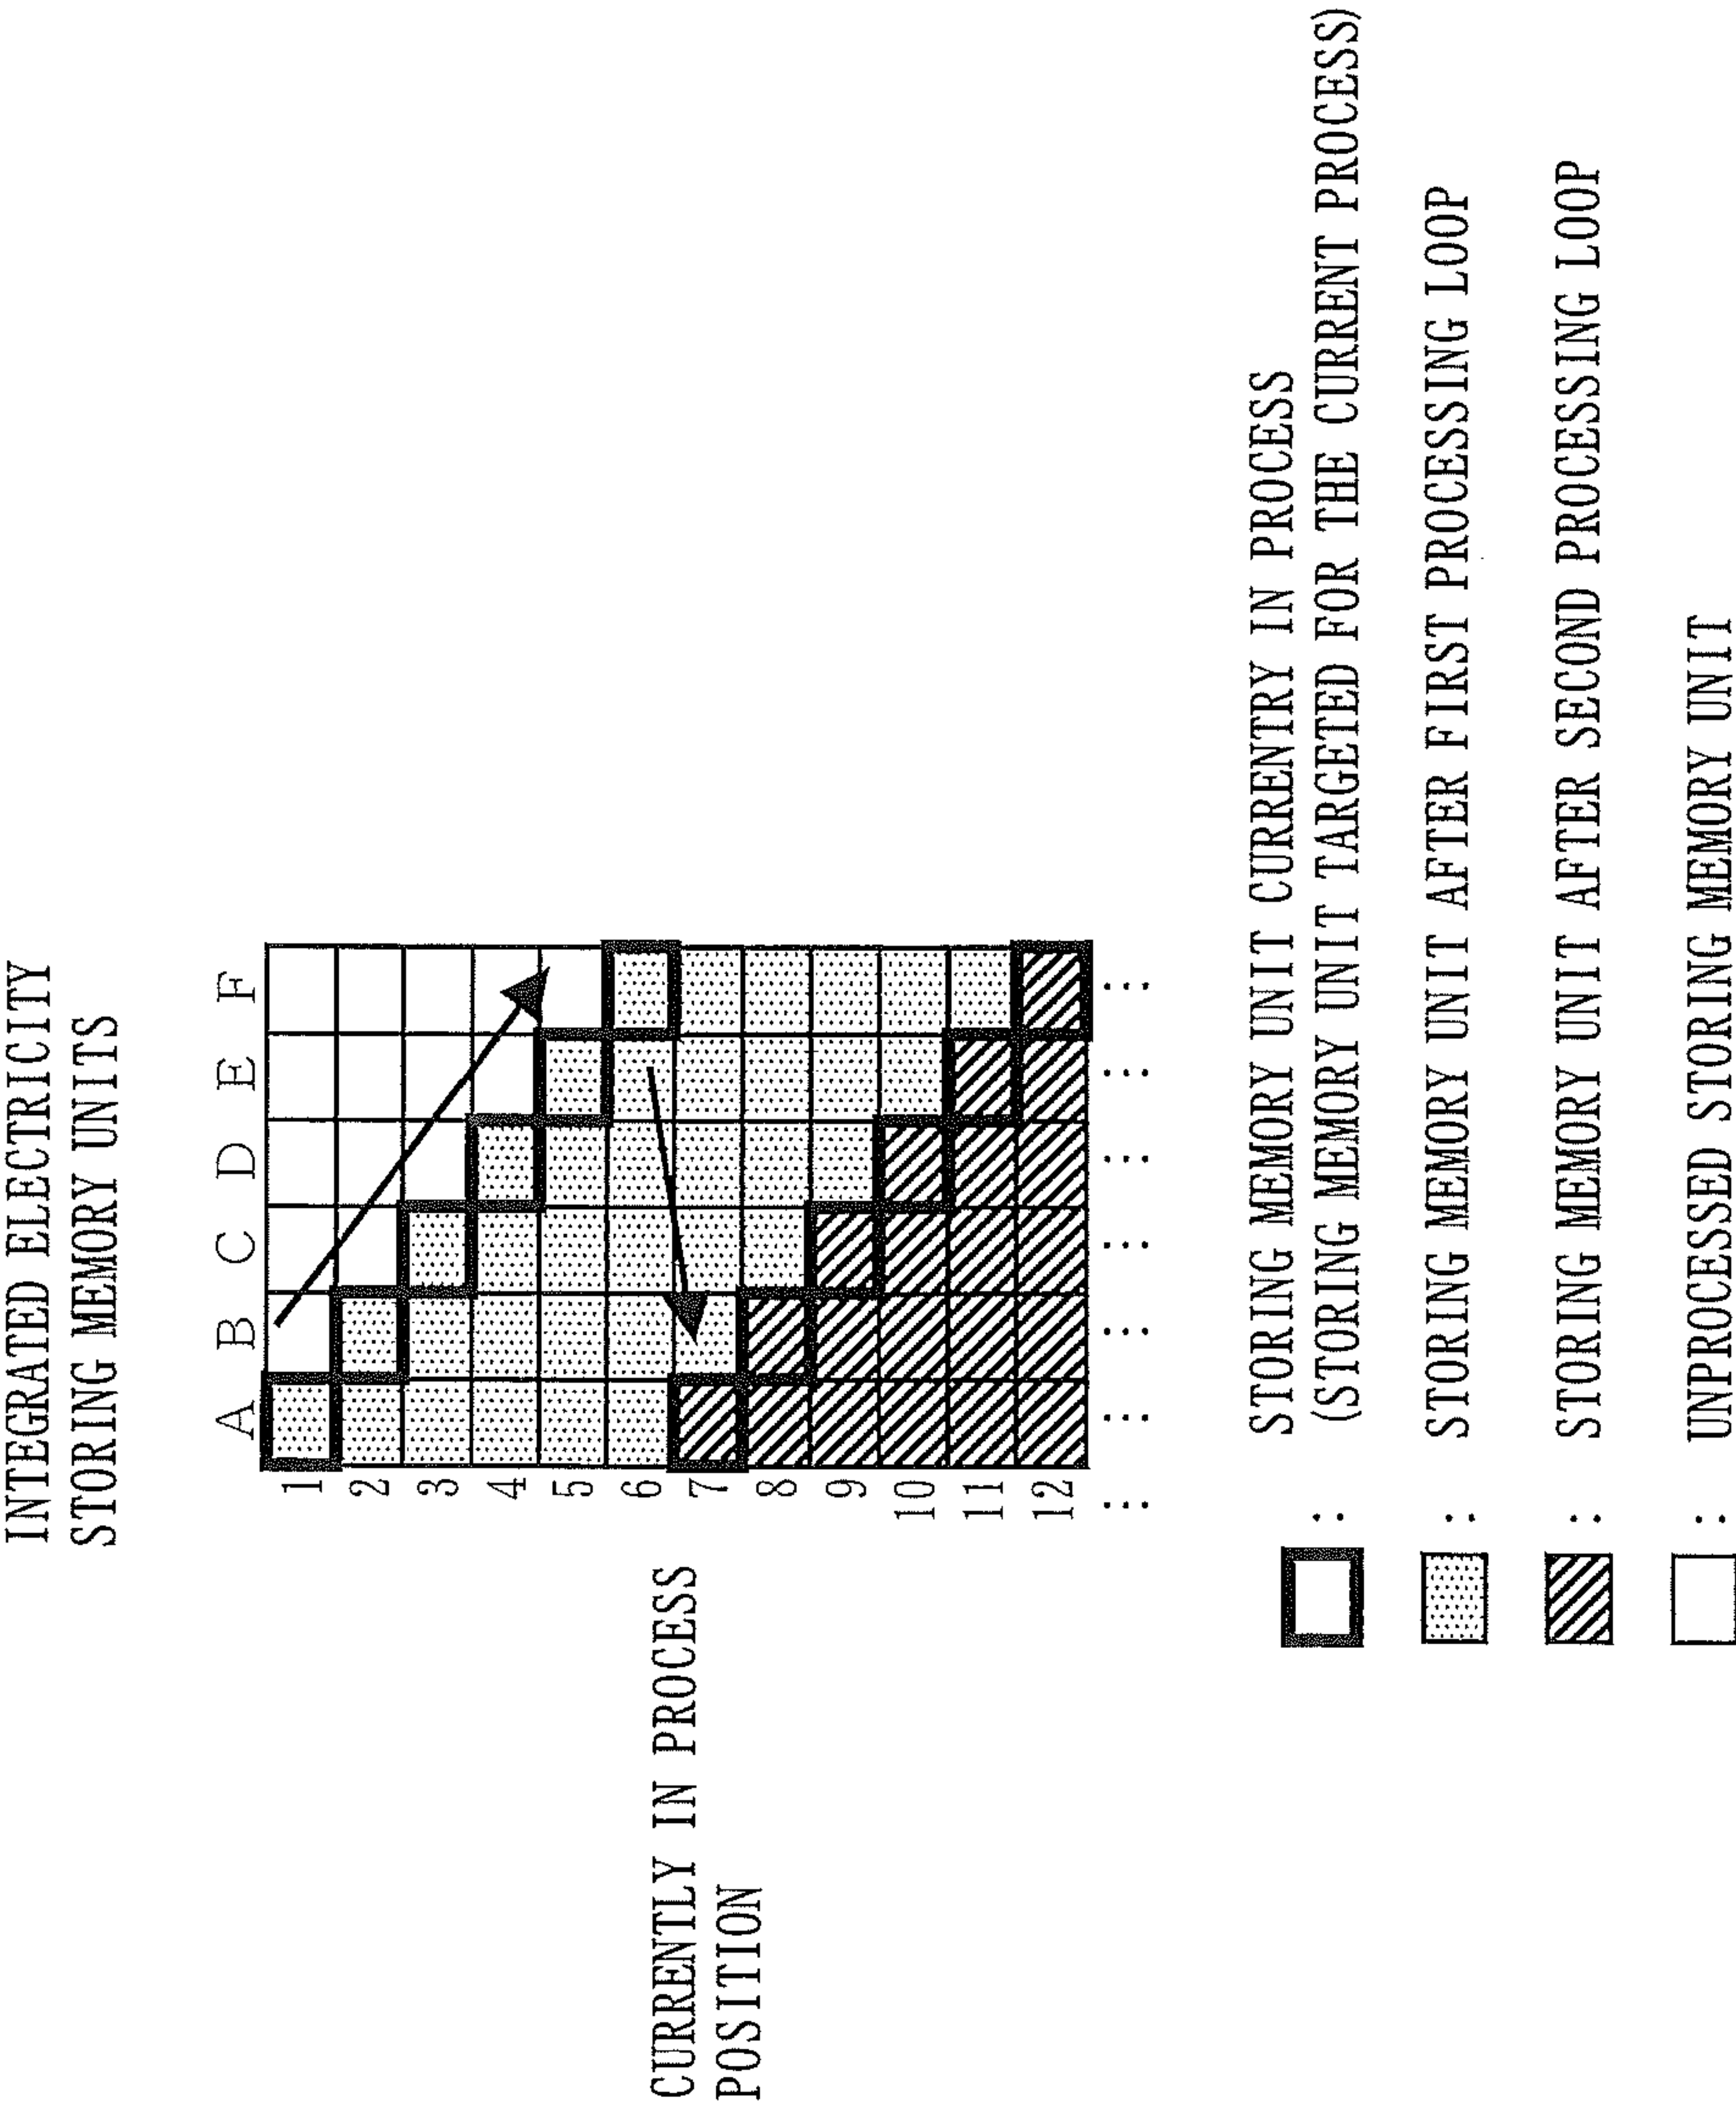 INTEGRATED ELECTRICITY
STORING MEMORY UNITS
A B C D E F
1
2
3
4
5
6
7
8
9
10
11
12
: : : : : : :
CURRENTLY IN PROCESS
POSITION
: STORING MEMORY UNIT CURRENTRY IN PROCESS
(STORING MEMORY UNIT TARGETED FOR THE CURRENT PROCESS)
: STORING MEMORY UNIT AFTER FIRST PROCESSING LOOP
: STORING MEMORY UNIT AFTER SECOND PROCESSING LOOP
: UNPROCESSED STORING MEMORY UNIT